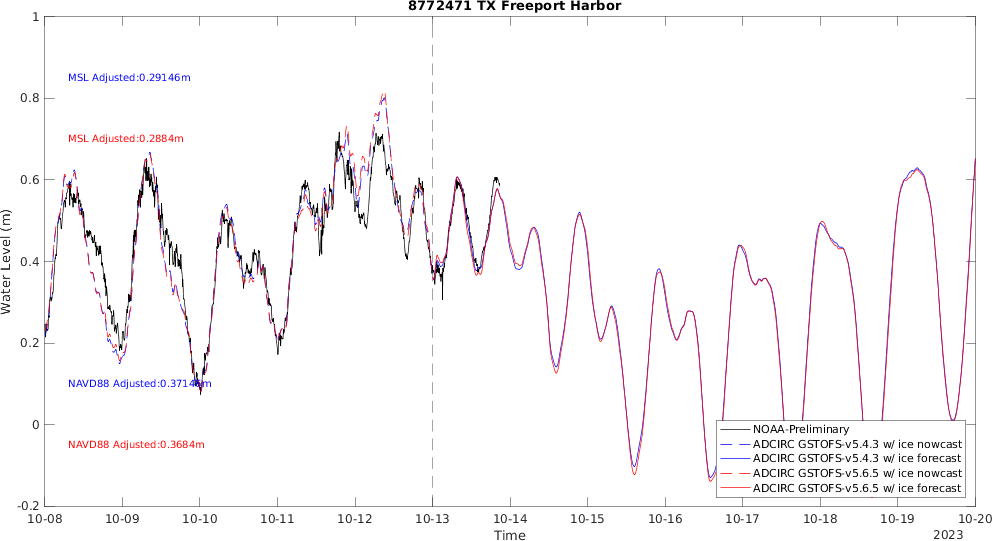 8772471 TX Freeport Harbor
1
0.8
0.6
0.4
0.2
0
-0.2
Water Level (m)
MSL Adjusted:0.29146m
MSL Adjusted:0.2884m
NAVD88 Adjusted:0.37146m
NAVD88 Adjusted:0.3684m
NOAA-Preliminary
ADCIRC GSTOFS-v5.4.3 w/ ice nowcast
ADCIRC GSTOFS-v5.4.3 w/ ice forecast
ADCIRC GSTOFS-v5.6.5 w/ ice nowcast
ADCIRC GSTOFS-v5.6.5 w/ ice forecast
10-08 10-09 10-10 10-11 10-12 10-13 10-14 10-15 10-16 10-17 10-18 10-19 10-20
Time
2023